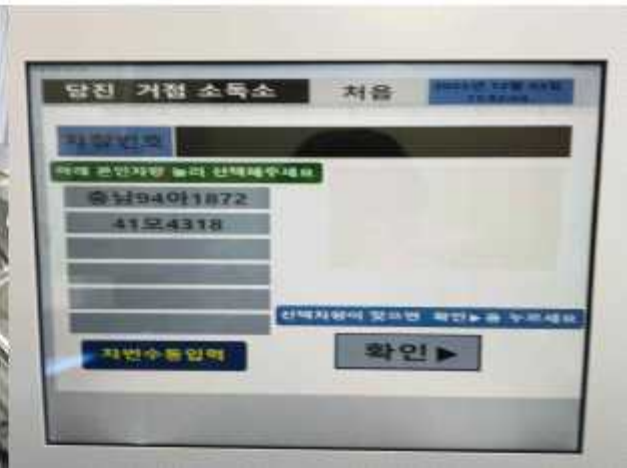 당진 거점 소독소 처음
차량번호
아래 본인차량 눌러 선택해주세요
충남94아1872
41모4318
선택차량이 맞으면 확인▶을 누르세요
차번수동입력 확인▶